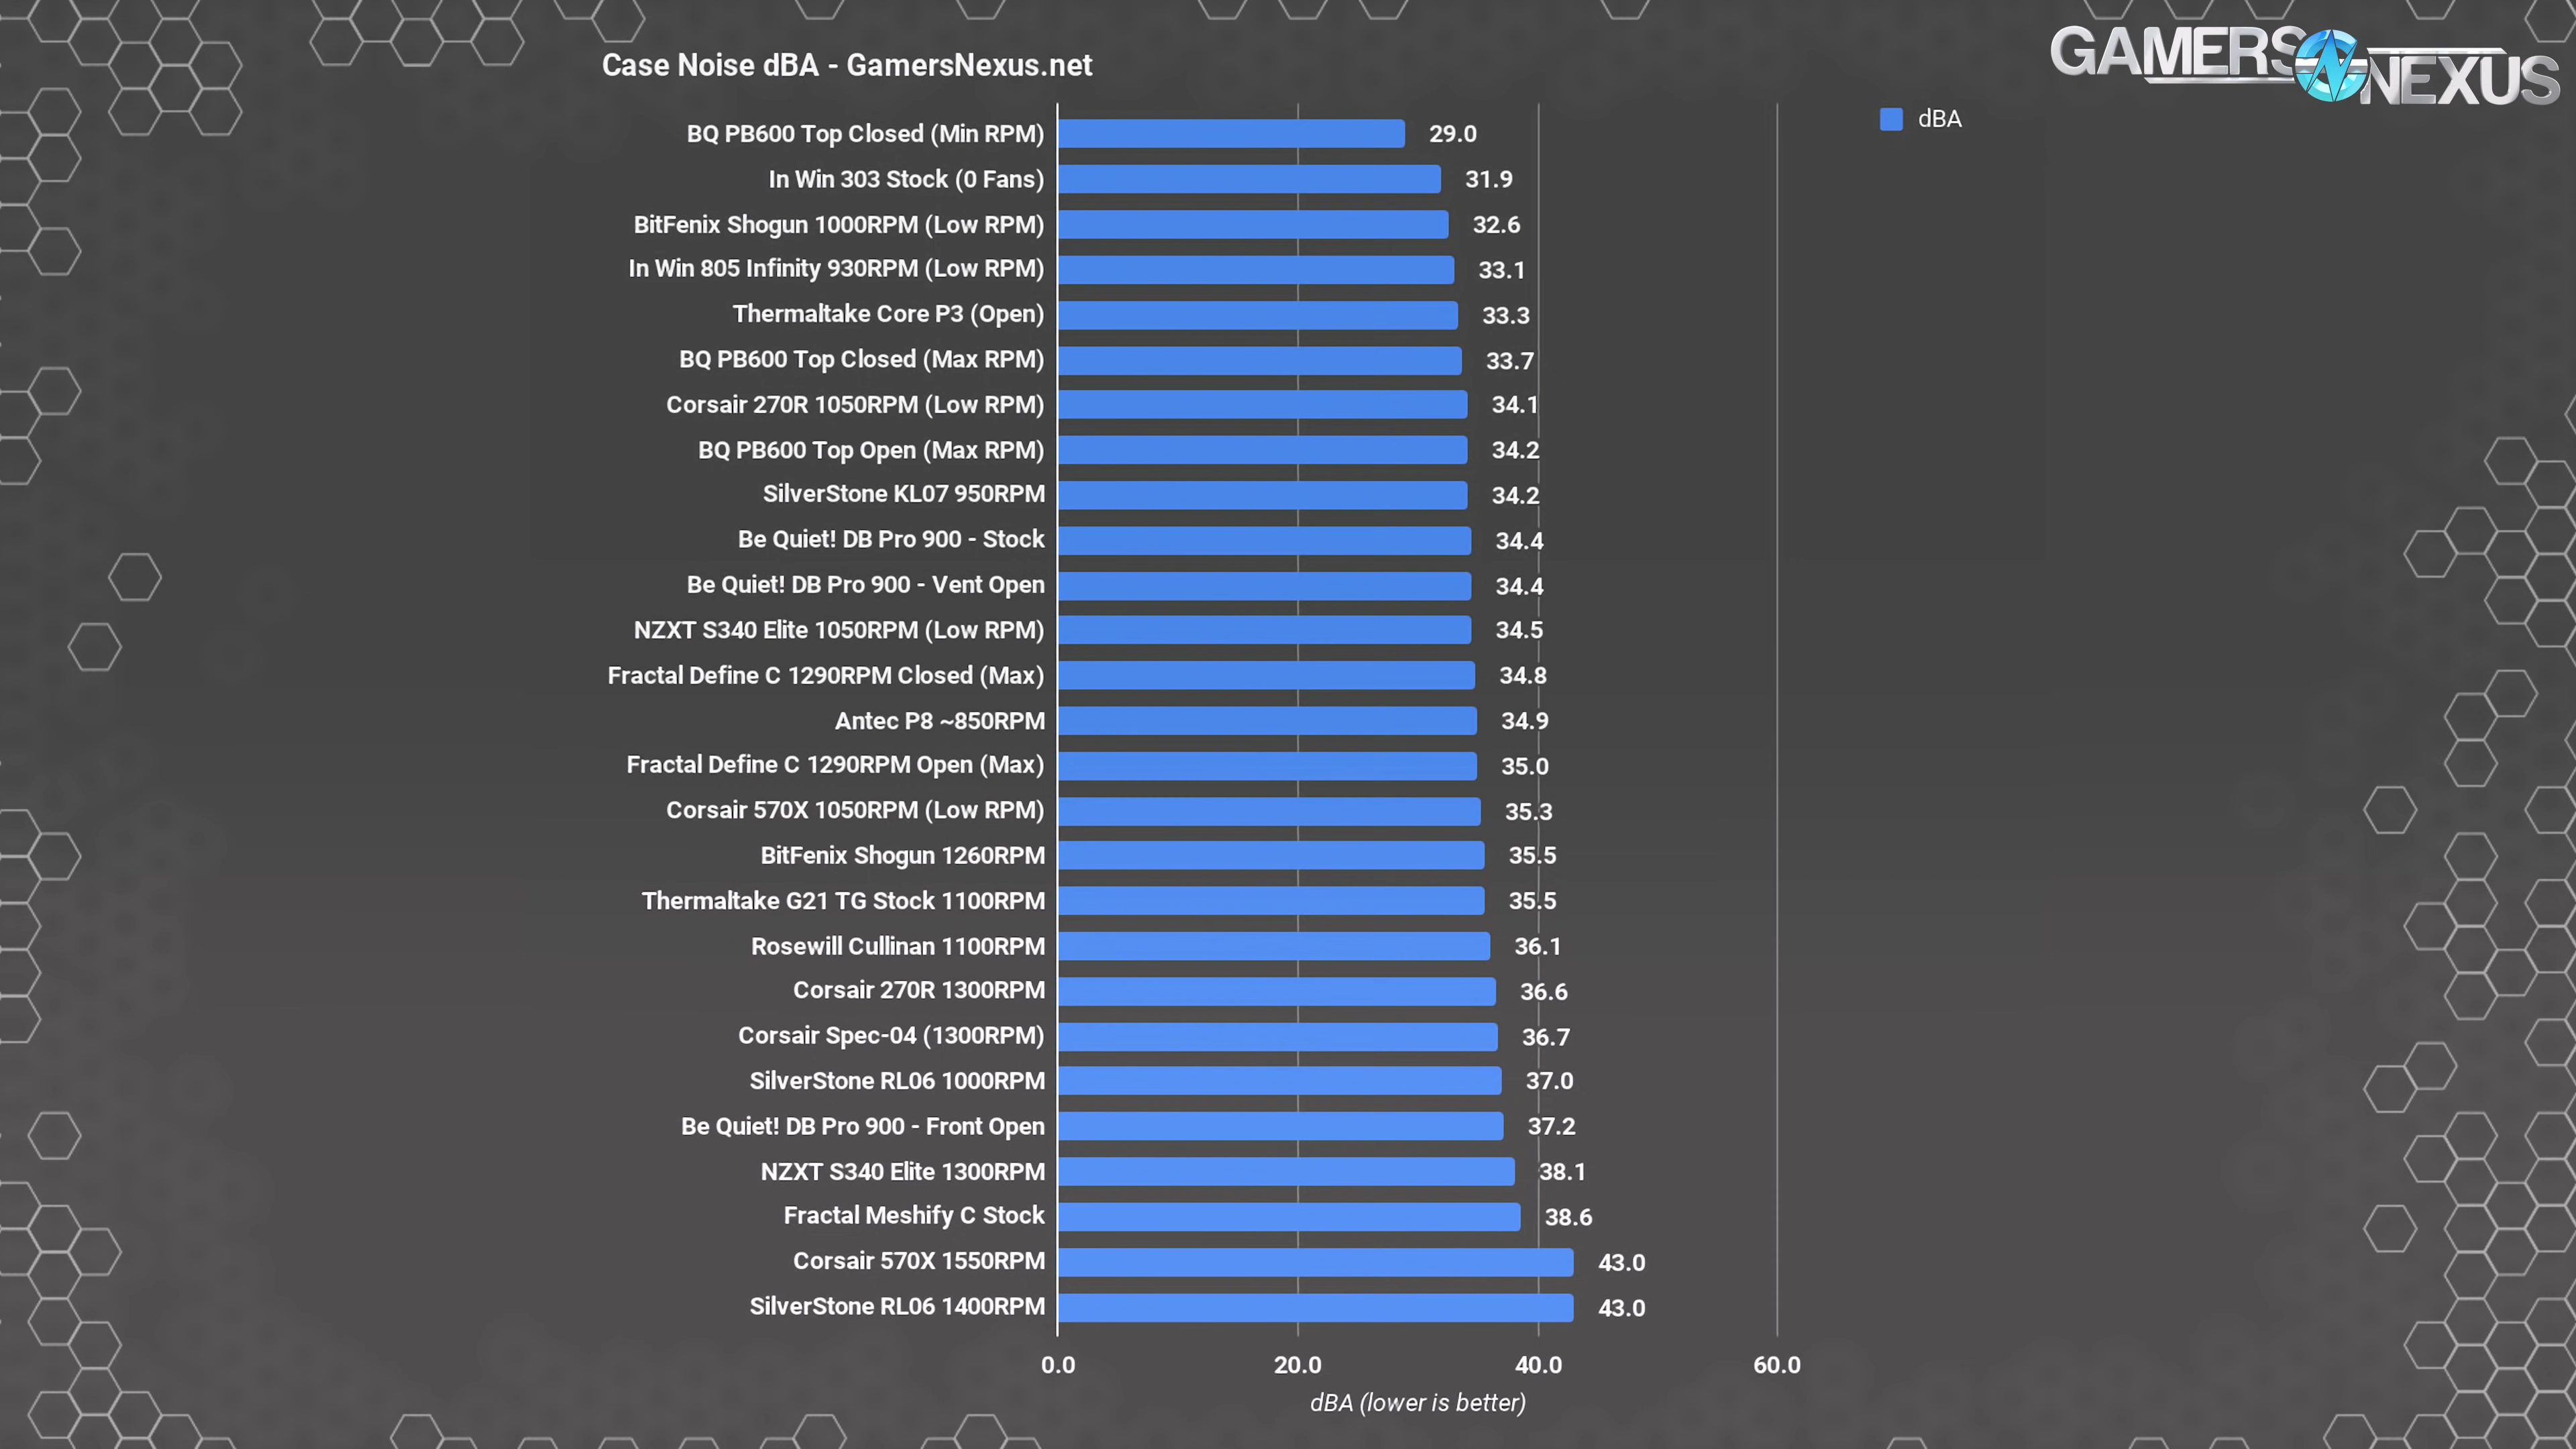 GAMERS NEXUS
Case Noise dBA - GamersNexus.net
dBA
BQ PB600 Top Closed (Min RPM) 29.0
In Win 303 Stock (0 Fans) 31.9
BitFenix Shogun 1000RPM (Low RPM) 32.6
In Win 805 Infinity 930RPM (Low RPM) 33.1
Thermaltake Core P3 (Open) 33.3
BQ PB600 Top Closed (Max RPM) 33.7
Corsair 270R 1050RPM (Low RPM) 34.1
BQ PB600 Top Open (Max RPM) 34.2
SilverStone KL07 950RPM 34.2
Be Quiet! DB Pro 900 - Stock 34.4
Be Quiet! DB Pro 900 - Vent Open 34.4
NZXT S340 Elite 1050RPM (Low RPM) 34.5
Fractal Define C 1290RPM Closed (Max) 34.8
Antec P8 ~850RPM 34.9
Fractal Define C 1290RPM Open (Max) 35.0
Corsair 570X 1050RPM (Low RPM) 35.3
BitFenix Shogun 1260RPM 35.5
Thermaltake G21 TG Stock 1100RPM 35.5
Rosewill Cullinan 1100RPM 36.1
Corsair 270R 1300RPM 36.6
Corsair Spec-04 (1300RPM) 36.7
SilverStone RL06 1000RPM 37.0
Be Quiet! DB Pro 900 - Front Open 37.2
NZXT S340 Elite 1300RPM 38.1
Fractal Meshify C Stock 38.6
Corsair 570X 1550RPM 43.0
SilverStone RL06 1400RPM 43.0
0.0 20.0 40.0 60.0
dBA (lower is better)